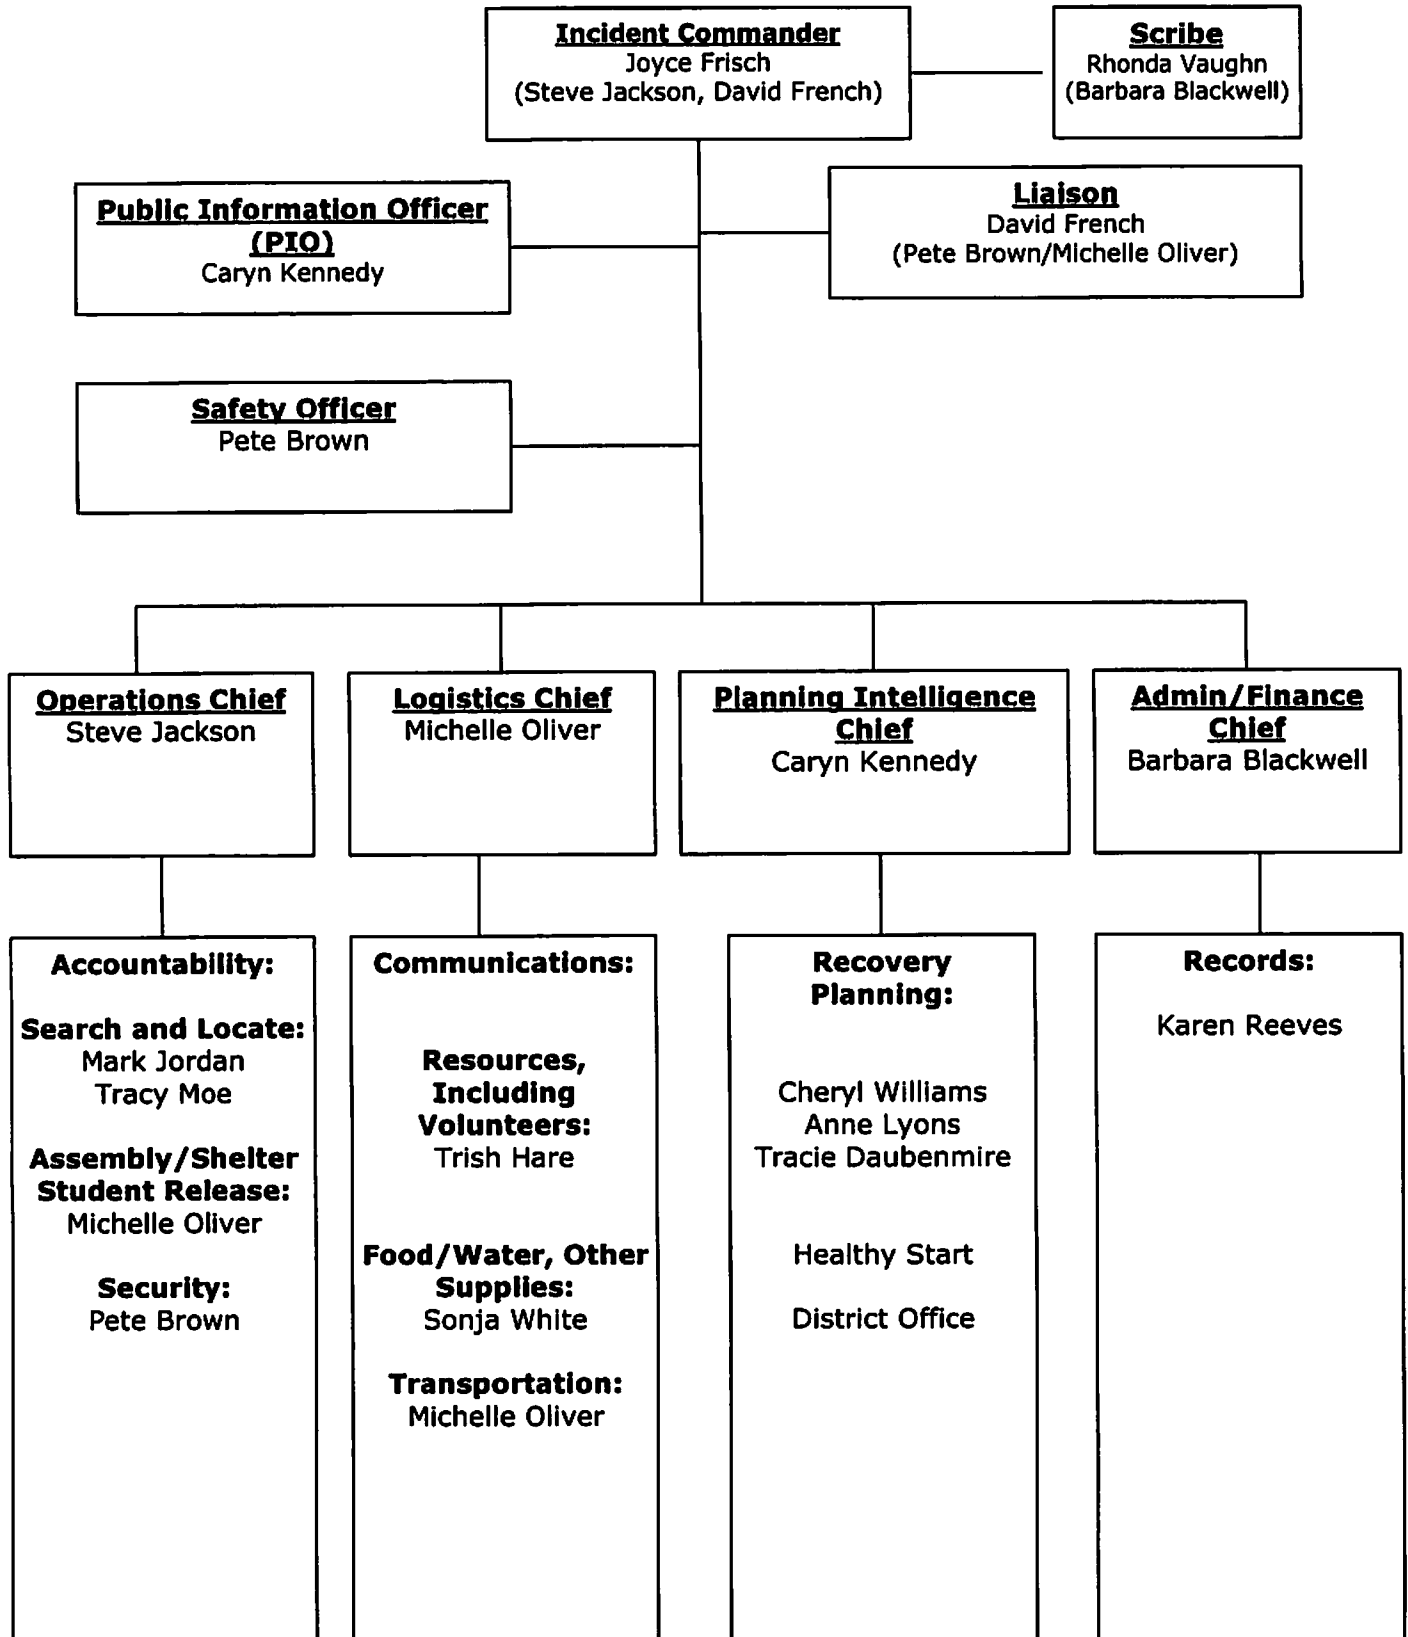 Incident Commander
Joyce Frisch
(Steve Jackson, David French)
Scribe
Rhonda Vaughn
(Barbara Blackwell)
Public Information Officer
(PIO)
Caryn Kennedy
Liaison
David French
(Pete Brown/Michelle Oliver)
Safety Officer
Pete Brown
Operations Chief
Steve Jackson
Logistics Chief
Michelle Oliver
Planning Intelligence
Chief
Caryn Kennedy
Admin/Finance
Chief
Barbara Blackwell
Accountability:
Search and Locate:
Mark Jordan
Tracy Moe
Assembly/Shelter
Student Release:
Michelle Oliver
Security:
Pete Brown
Communications:
Resources,
Including
Volunteers:
Trish Hare
Food/Water, Other
Supplies:
Sonja White
Transportation:
Michelle Oliver
Recovery
Planning:
Cheryl Williams
Anne Lyons
Tracie Daubenmire
Healthy Start
District Office
Records:
Karen Reeves